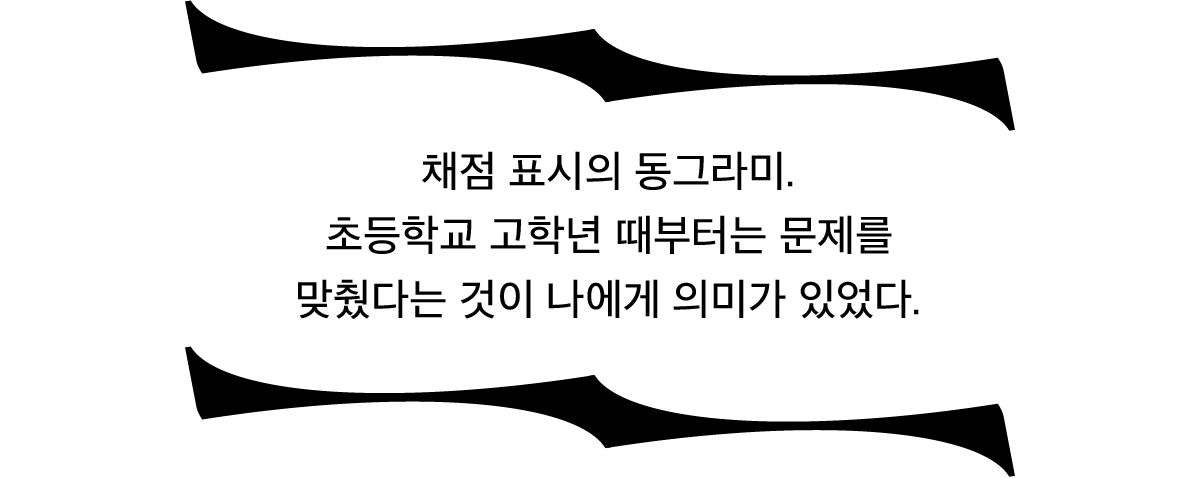 채점 표시의 동그라미.
초등학교 고학년 때부터는 문제를
맞췄다는 것이 나에게 의미가 있었다.